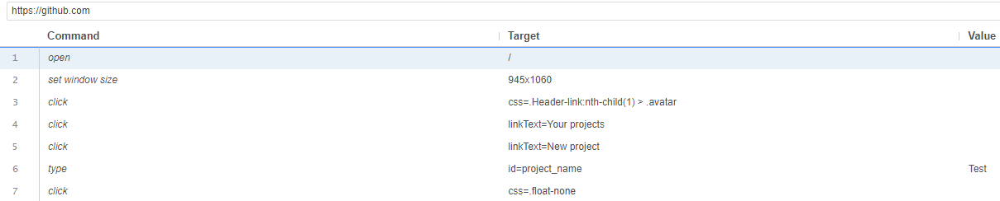 https://github.com
Command Target Value
1 open /
2 set window size 945x1060
3 click css=.Header-link:nth-child(1) > .avatar
4 click linkText=Your projects
5 click linkText=New project
6 type id=project_name Test
7 click css=.float-none